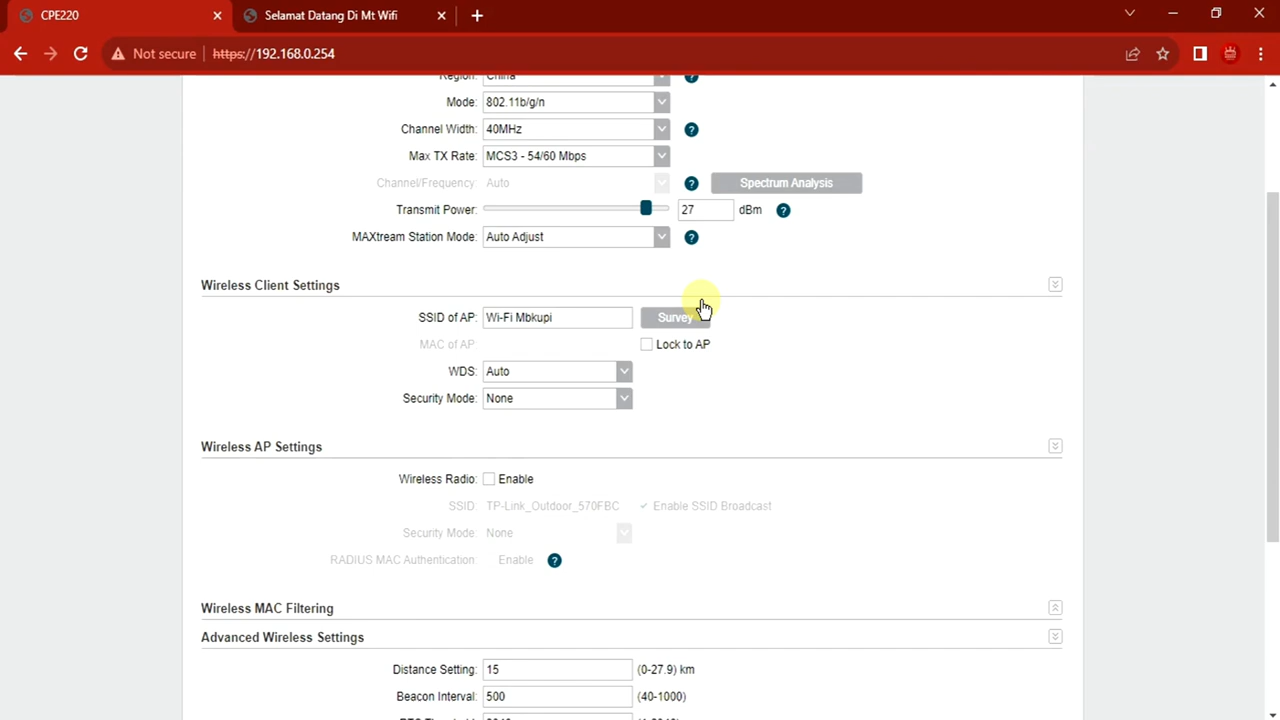 CPE220
Selamat Datang Di Mt Wifi
Not secure
https://192.168.0.254
Region: China
Mode: 802.11b/g/n
Channel Width: 40MHz
Max TX Rate: MCS3 - 54/60 Mbps
Channel/Frequency: Auto ? Spectrum Analysis
Transmit Power: 27 dBm ?
MAXtream Station Mode: Auto Adjust ?
Wireless Client Settings
SSID of AP: Wi-Fi Mbkupi Survey
MAC of AP: Lock to AP
WDS: Auto
Security Mode: None
Wireless AP Settings
Wireless Radio: Enable
SSID: TP-Link_Outdoor_570FBC Enable SSID Broadcast
Security Mode: None
RADIUS MAC Authentication: Enable ?
Wireless MAC Filtering
Advanced Wireless Settings
Distance Setting: 15 (0-27.9) km
Beacon Interval: 500 (40-1000)